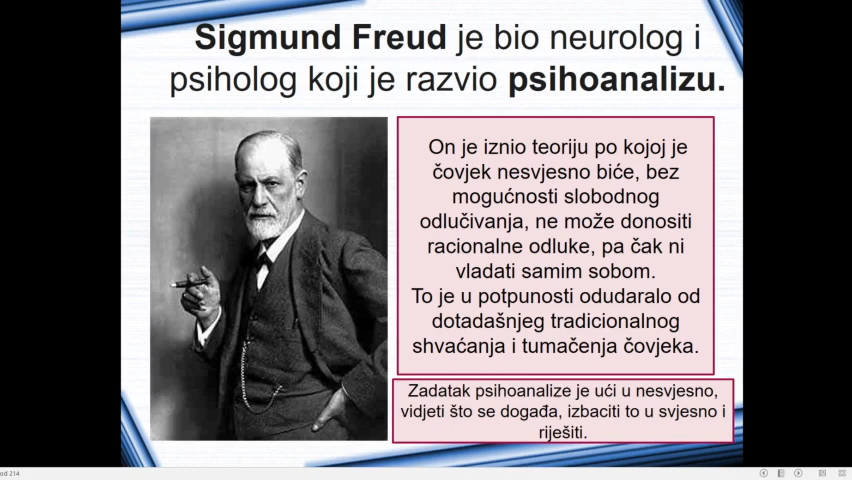 Sigmund Freud je bio neurolog i
psiholog koji je razvio psihoanalizu.
On je iznio teoriju po kojoj je
čovjek nesvjesno biće, bez
mogućnosti slobodnog
odlučivanja, ne može donositi
racionalne odluke, pa čak ni
vladati samim sobom.
To je u potpunosti odudaralo od
dotadašnjeg tradicionalnog
shvaćanja i tumačenja čovjeka.
Zadatak psihoanalize je ući u nesvjesno,
vidjeti što se događa, izbaciti to u svjesno i
riješiti.
od 214